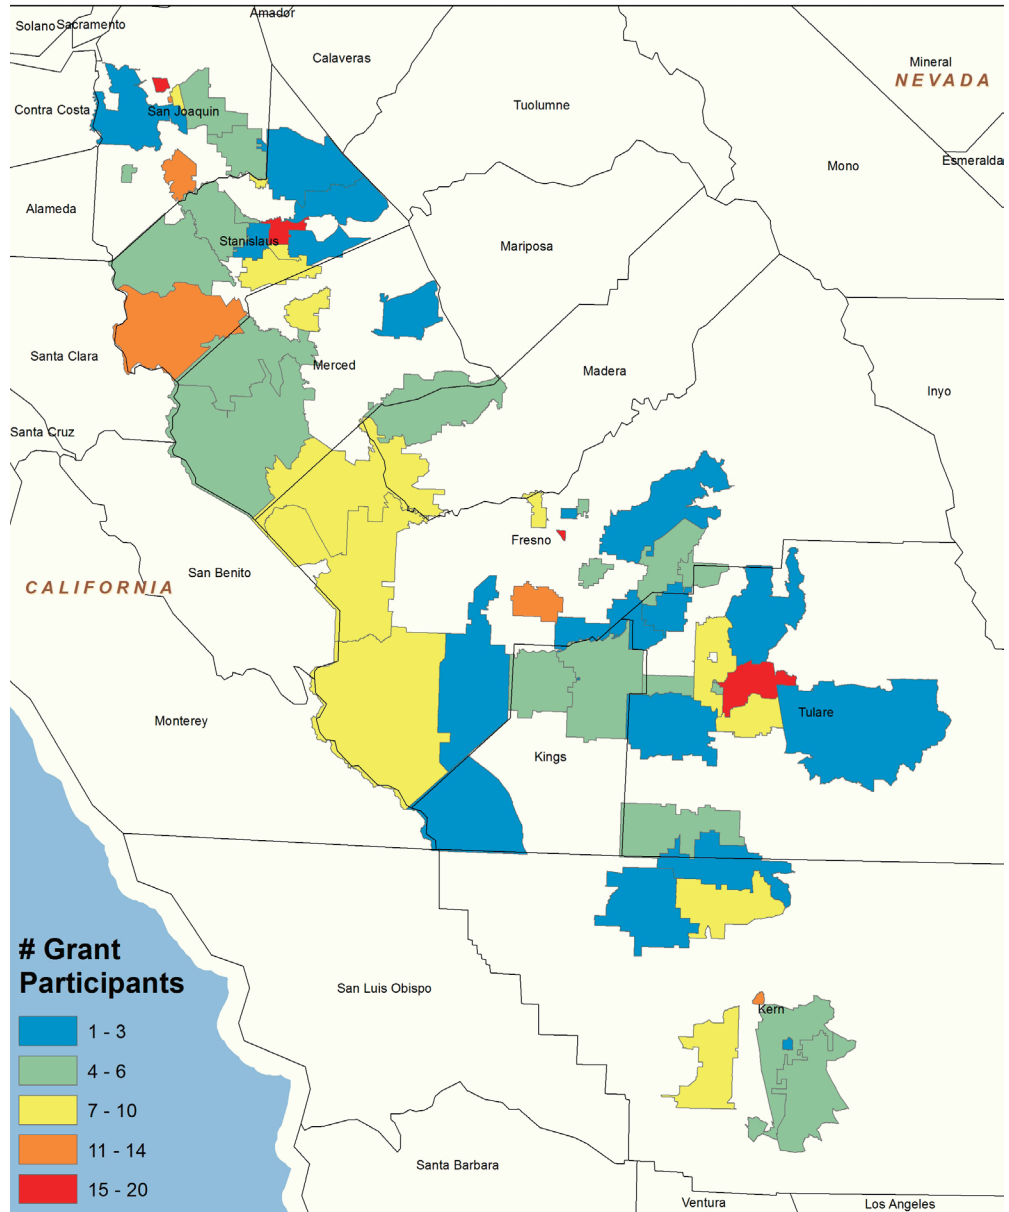 Amador
Solano
Sacramento
Calaveras
Mineral
NEVADA
Contra Costa
San Joaquin
Tuolumne
Esmeralda
Mono
Alameda
Stanislaus
Mariposa
Santa Clara
Merced
Madera
Inyo
Santa Cruz
Fresno
San Benito
CALIFORNIA
Monterey
Tulare
Kings
# Grant
Participants
San Luis Obispo
Kern
1 - 3
4 - 6
7 - 10
11 - 14
15 - 20
Santa Barbara
Ventura
Los Angeles